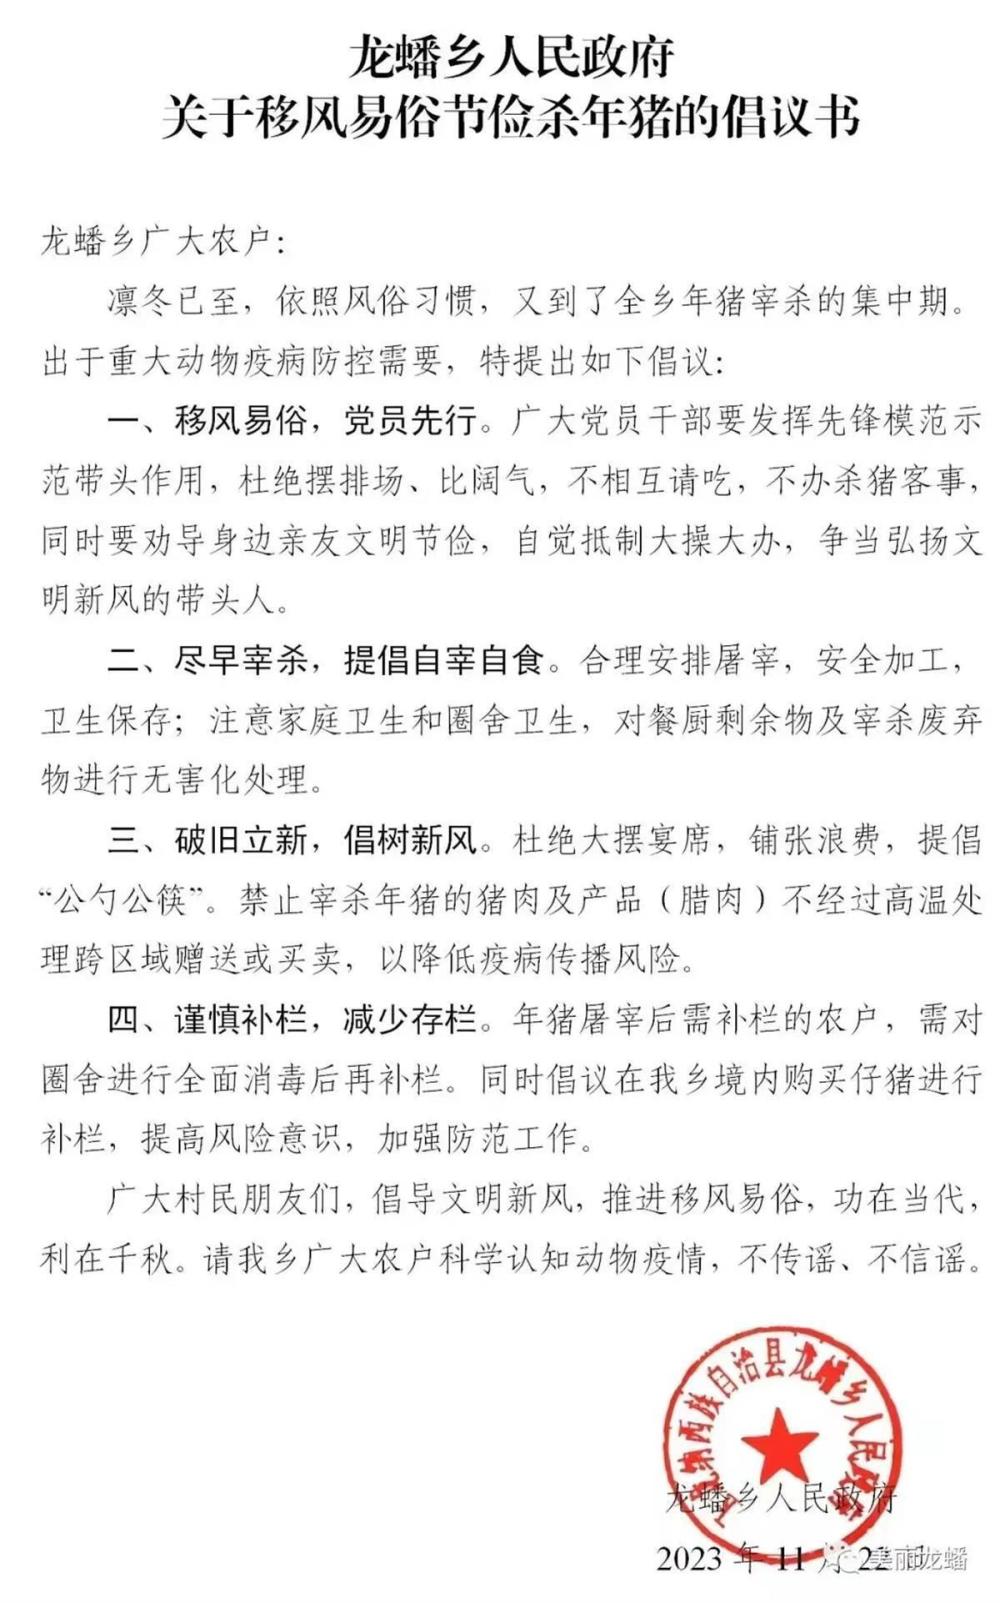 龙蟠乡人民政府
关于移风易俗节俭杀年猪的倡议书
龙蟠乡广大农户：
凛冬已至，依照风俗习惯，又到了全乡年猪宰杀的集中期。
出于重大动物疫病防控需要，特提出如下倡议：
一、移风易俗，党员先行。广大党员干部要发挥先锋模范示
范带头作用，杜绝摆排场、比阔气，不相互请吃，不办杀猪客事，
同时要劝导身边亲友文明节俭，自觉抵制大操大办，争当弘扬文
明新风的带头人。
二、尽早宰杀，提倡自宰自食。合理安排屠宰，安全加工，
卫生保存；注意家庭卫生和圈舍卫生，对餐厨剩余物及宰杀废弃
物进行无害化处理。
三、破旧立新，倡树新风。杜绝大摆宴席，铺张浪费，提倡
“公勺公筷”。禁止宰杀年猪的猪肉及产品（腊肉）不经过高温处
理跨区域赠送或买卖，以降低疫病传播风险。
四、谨慎补栏，减少存栏。年猪屠宰后需补栏的农户，需对
圈舍进行全面消毒后再补栏。同时倡议在我乡境内购买仔猪进行
补栏，提高风险意识，加强防范工作。
广大村民朋友们，倡导文明新风，推进移风易俗，功在当代，
利在千秋。请我乡广大农户科学认知动物疫情，不传谣、不信谣。
纳西族自治县龙蟠乡人民政府
龙蟠乡人民政府
2023 年 11 月 22 日
美丽龙蟠